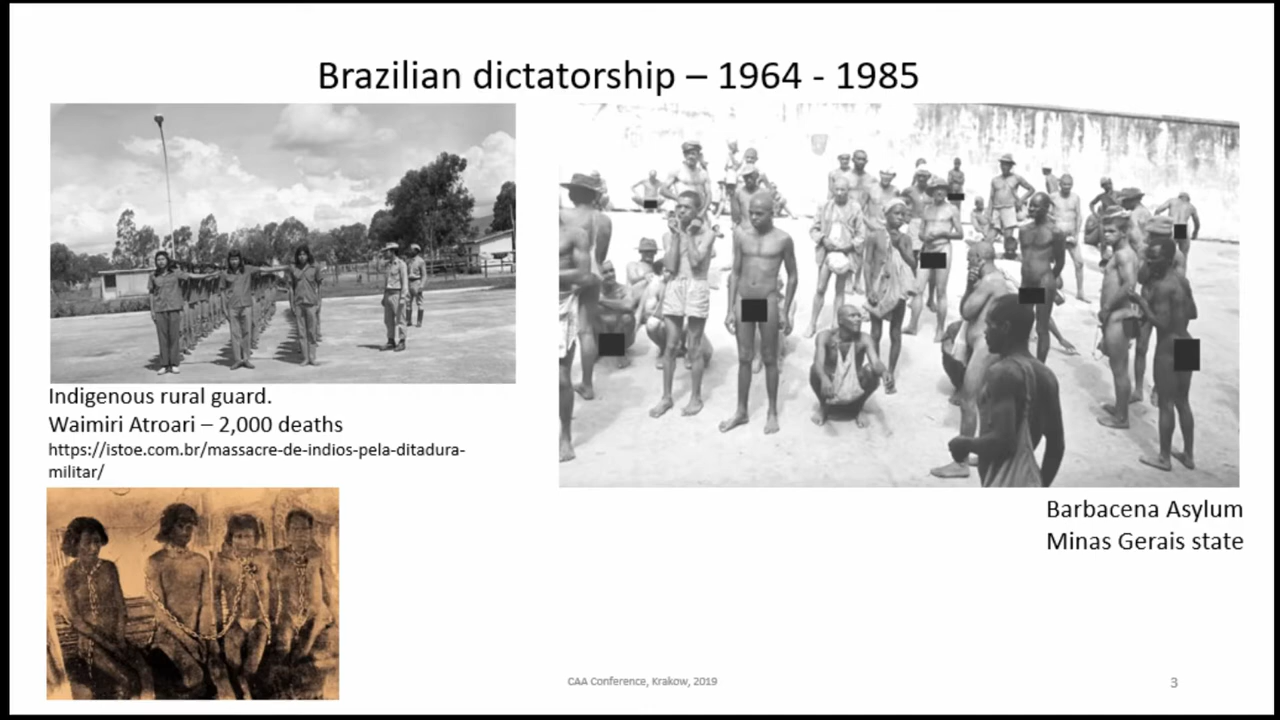 Brazilian dictatorship – 1964 - 1985
Indigenous rural guard.
Waimiri Atroari – 2,000 deaths
https://istoe.com.br/massacre-de-indios-pela-ditadura-
militar/
Barbacena Asylum
Minas Gerais state
CAA Conference, Krakow, 2019
3